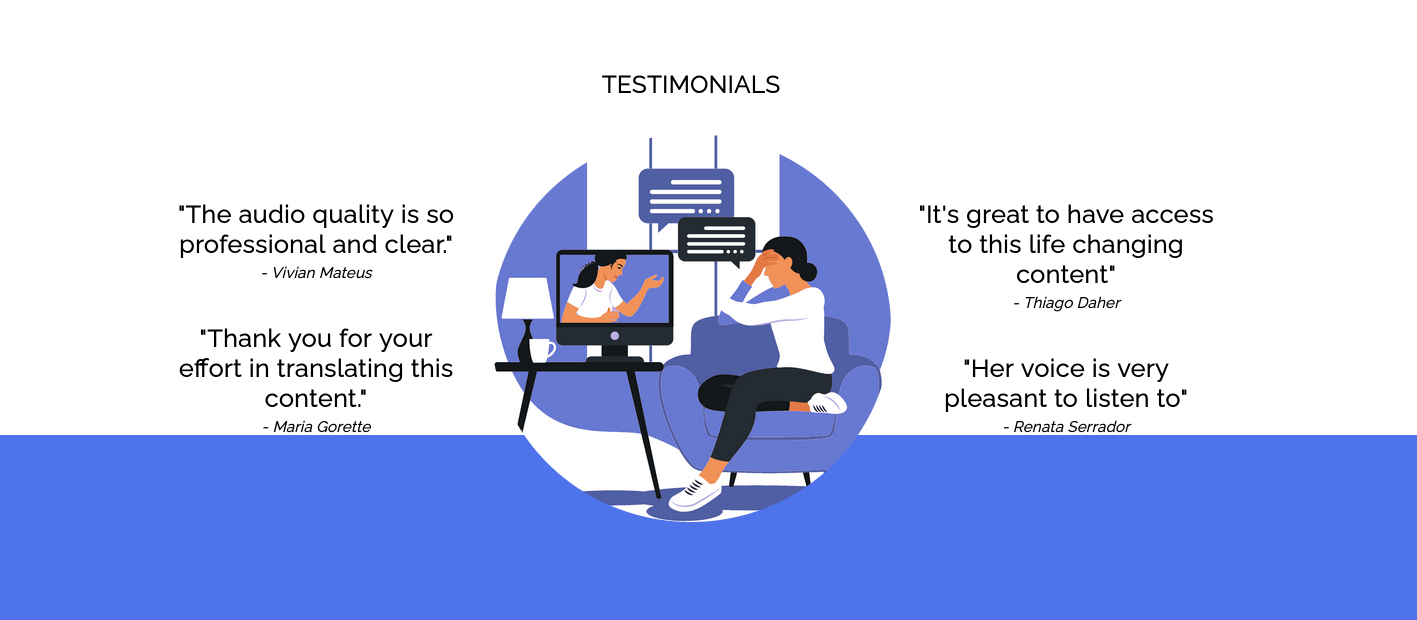 TESTIMONIALS
"The audio quality is so
professional and clear."
- Vivian Mateus
"Thank you for your
effort in translating this
content."
- Maria Gorette
"It's great to have access
to this life changing
content"
- Thiago Daher
"Her voice is very
pleasant to listen to"
- Renata Serrador